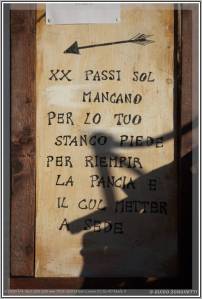 XX PASSI SOL
MANCANO
PER LO TUO
STANCO PIEDE
PER RIEMPIR
LA PANCIA E
IL CUL METTER
A SEDE